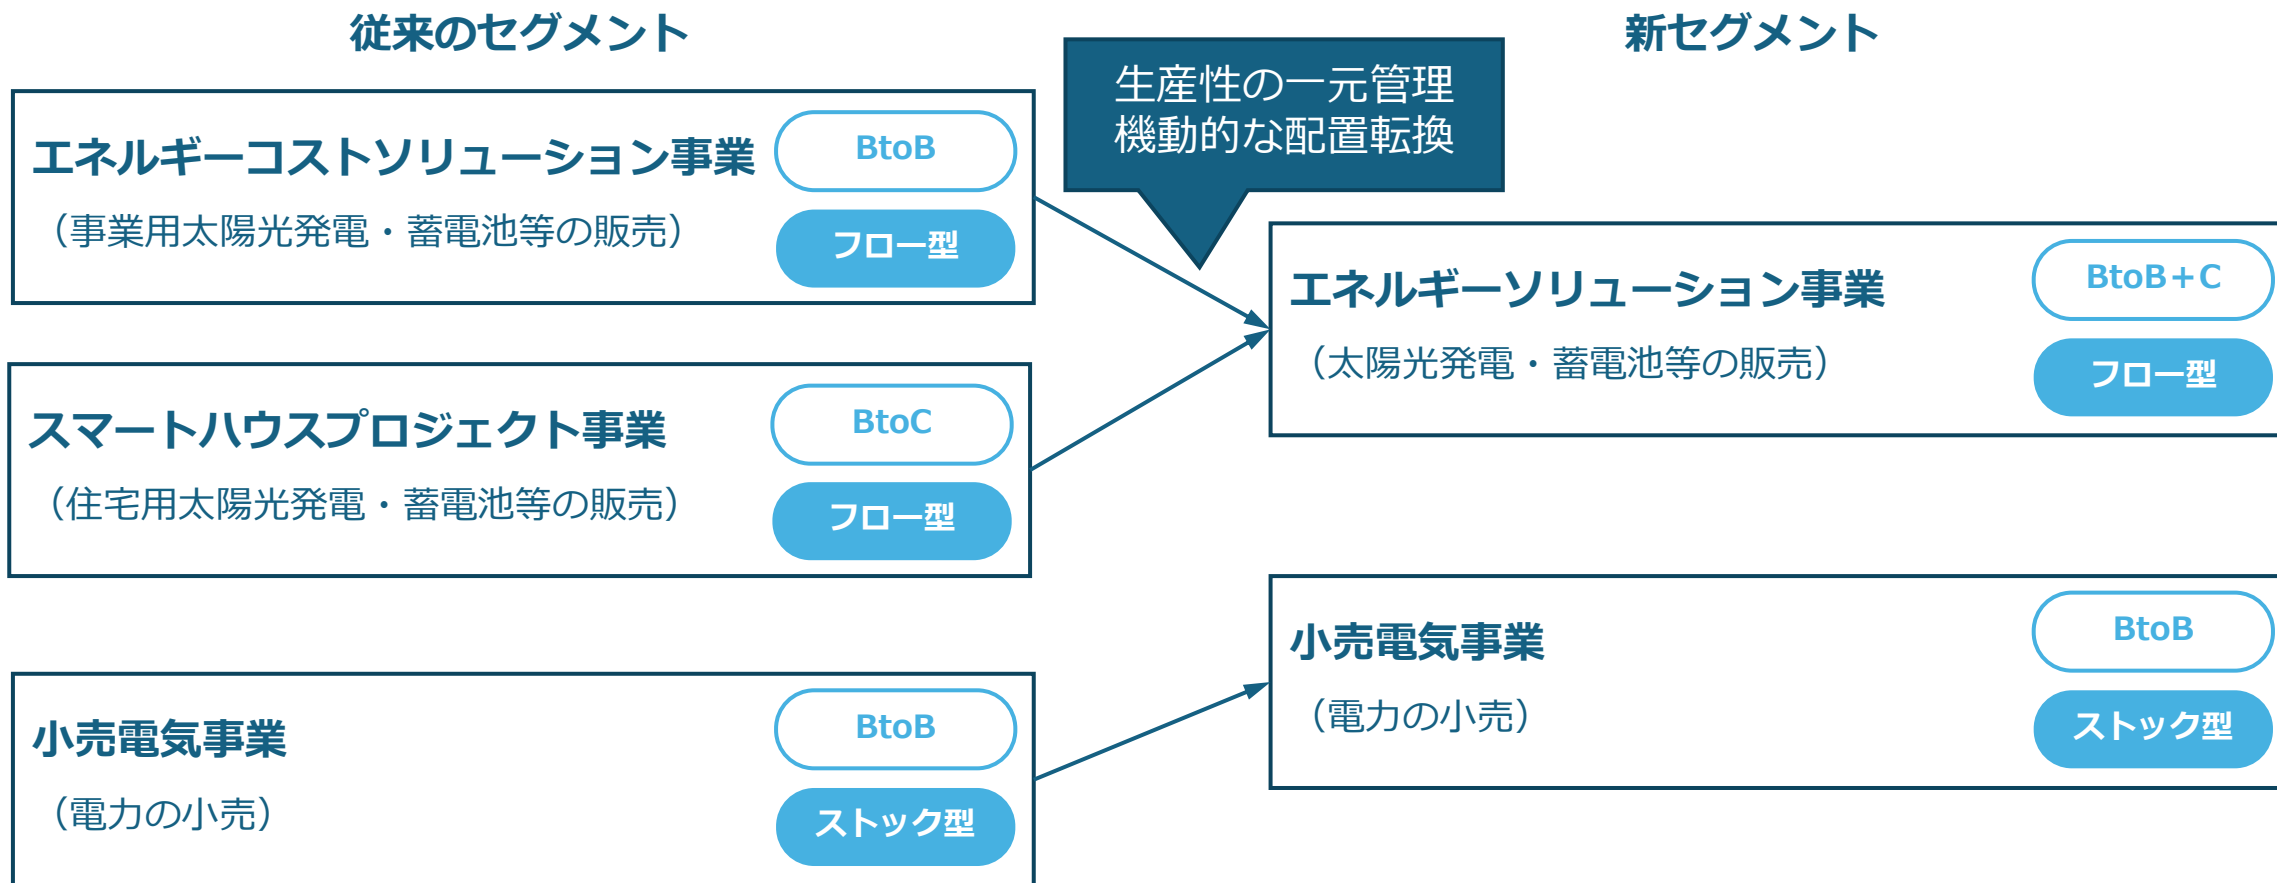 従来のセグメント
エネルギーコストソリューション事業
（事業用太陽光発電・蓄電池等の販売）
BtoB
フロー型
スマートハウスプロジェクト事業
（住宅用太陽光発電・蓄電池等の販売）
BtoC
フロー型
小売電気事業
（電力の小売）
BtoB
ストック型
生産性の一元管理
機動的な配置転換
新セグメント
エネルギーソリューション事業
（太陽光発電・蓄電池等の販売）
BtoB+C
フロー型
小売電気事業
（電力の小売）
BtoB
ストック型